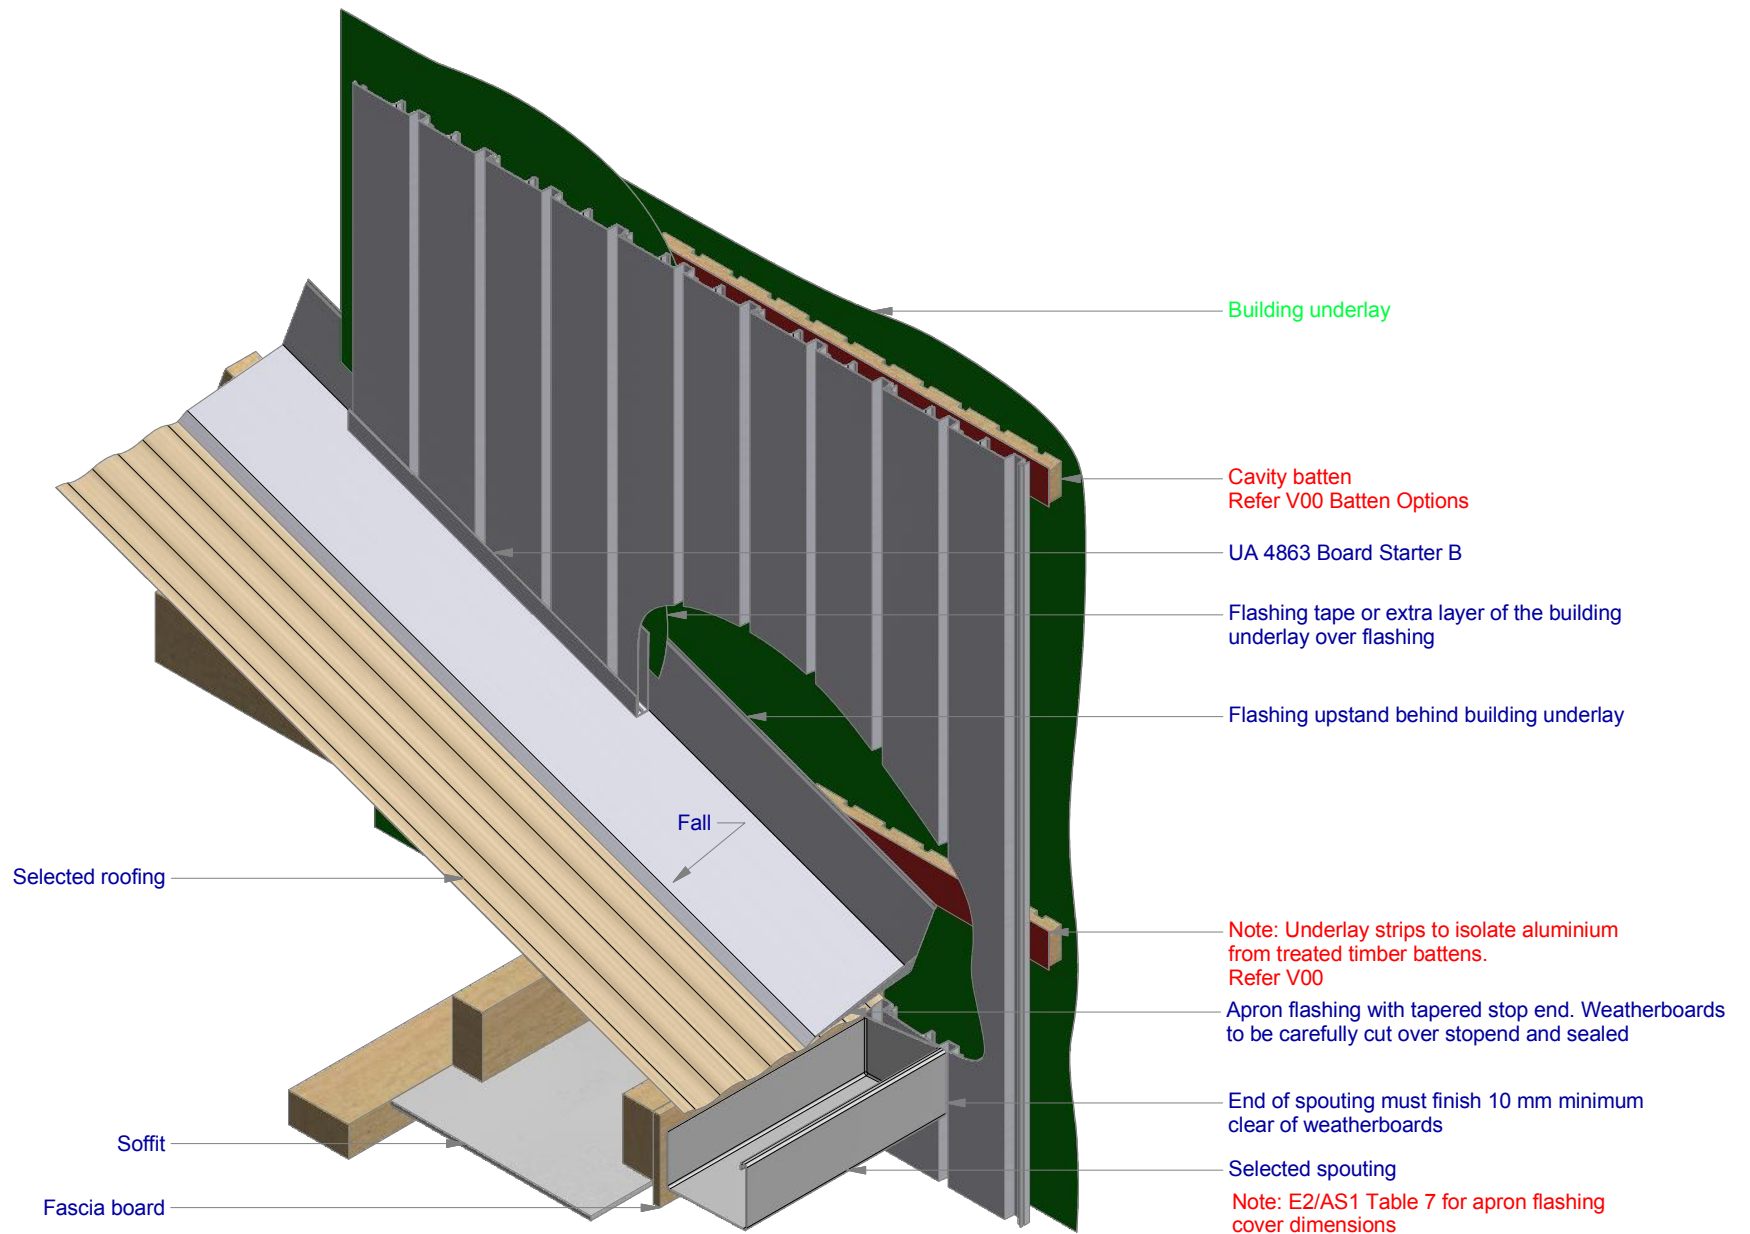 Building underlay
Cavity batten
Refer V00 Batten Options
UA 4863 Board Starter B
Flashing tape or extra layer of the building
underlay over flashing
Flashing upstand behind building underlay
Fall
Selected roofing
Note: Underlay strips to isolate aluminium
from treated timber battens.
Refer V00
Apron flashing with tapered stop end. Weatherboards
to be carefully cut over stopend and sealed
End of spouting must finish 10 mm minimum
clear of weatherboards
Soffit
Selected spouting
Fascia board
Note: E2/AS1 Table 7 for apron flashing
cover dimensions